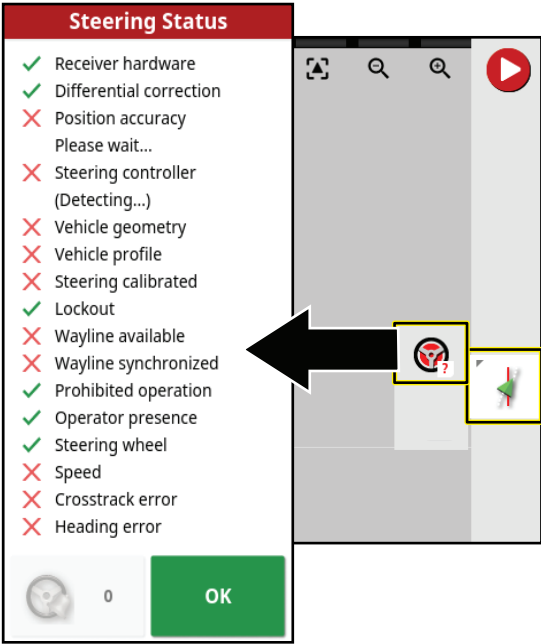 Steering Status
Receiver hardware
Differential correction
Position accuracy
Please wait...
Steering controller
(Detecting...)
Vehicle geometry
Vehicle profile
Steering calibrated
Lockout
Wayline available
Wayline synchronized
Prohibited operation
Operator presence
Steering wheel
Speed
Crosstrack error
Heading error
0
OK
?